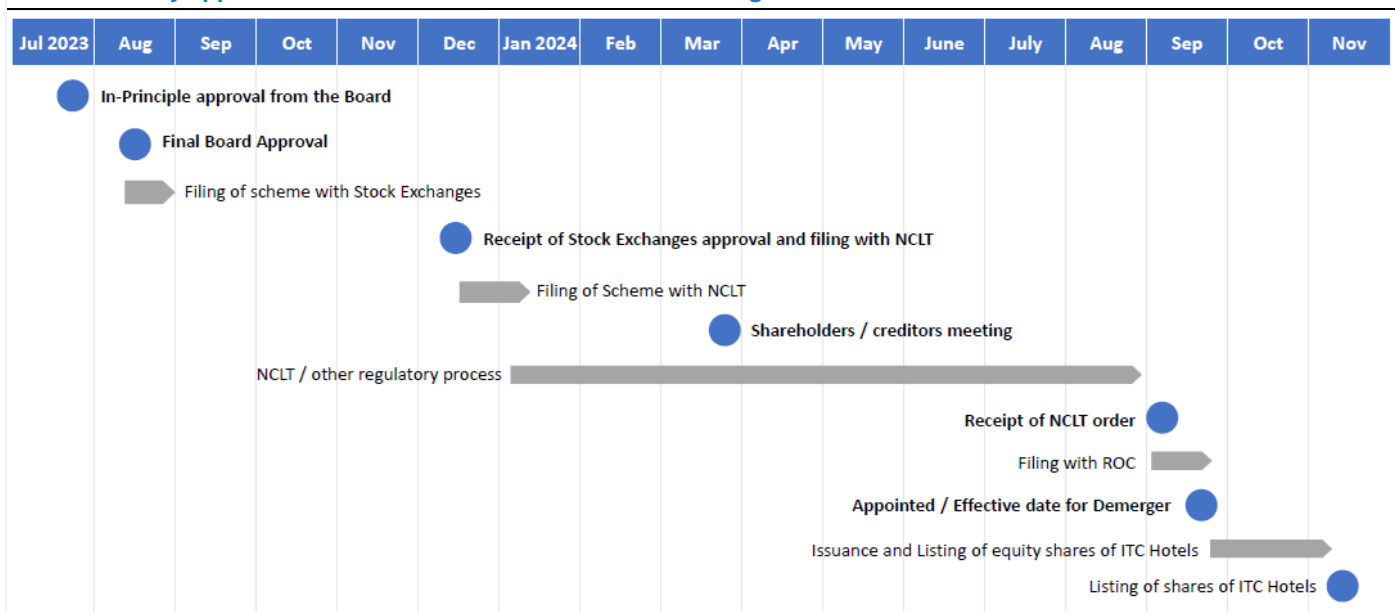 Jul 2023 Aug Sep Oct Nov Dec Jan 2024 Feb Mar Apr May June July Aug Sep Oct Nov
In-Principle approval from the Board
Final Board Approval
Filing of scheme with Stock Exchanges
Receipt of Stock Exchanges approval and filing with NCLT
Filing of Scheme with NCLT
Shareholders / creditors meeting
NCLT / other regulatory process
Receipt of NCLT order
Filing with ROC
Appointed / Effective date for Demerger
Issuance and Listing of equity shares of ITC Hotels
Listing of shares of ITC Hotels